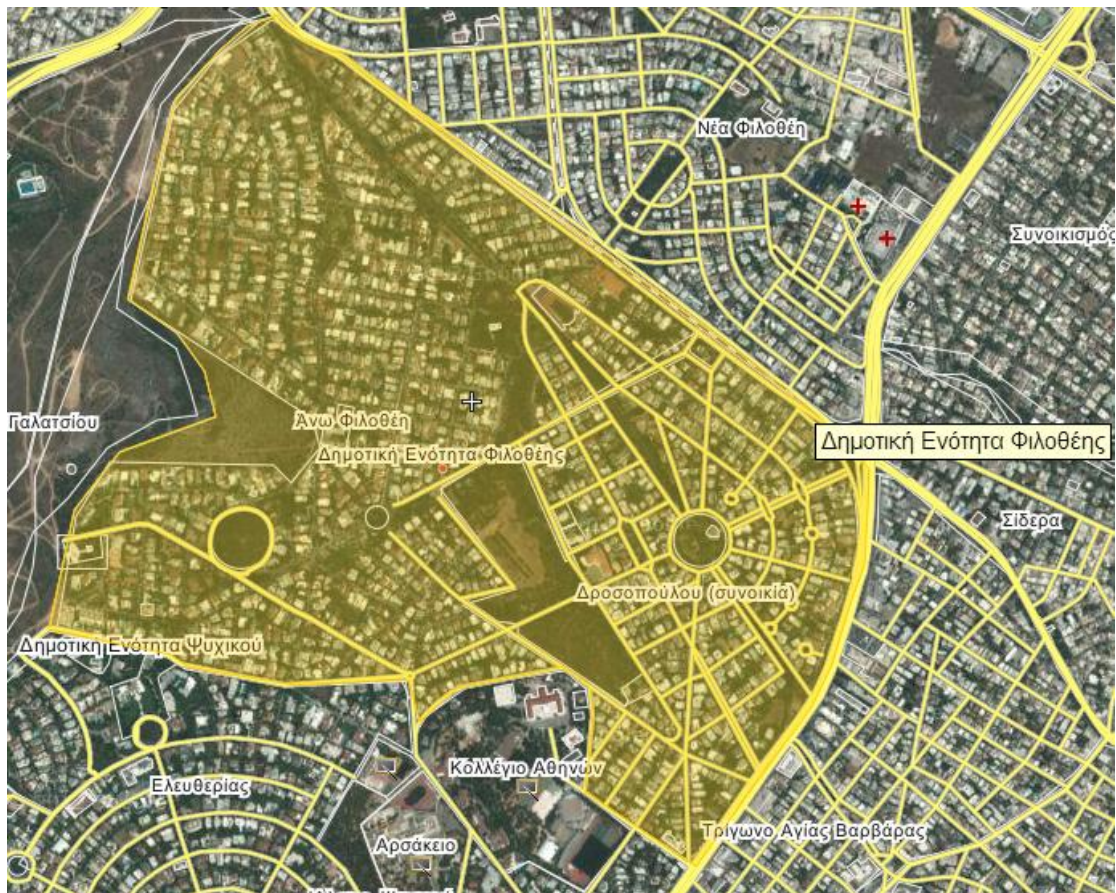 Νέα Φιλοθέη
Συνοικισμός
Γαλατσίου
Άνω Φιλοθέη
Δημοτική Ενότητα Φιλοθέης
Δημοτική Ενότητα Φιλοθέης
Σίδερα
Δροσοπούλου (συνοικία)
Δημοτικη Ενότητα Ψυχικού
Κολλέγιο Αθηνών
Ελευθερίας
Τρίγωνο Αγίας Βαρβάρας
Αρσάκειο